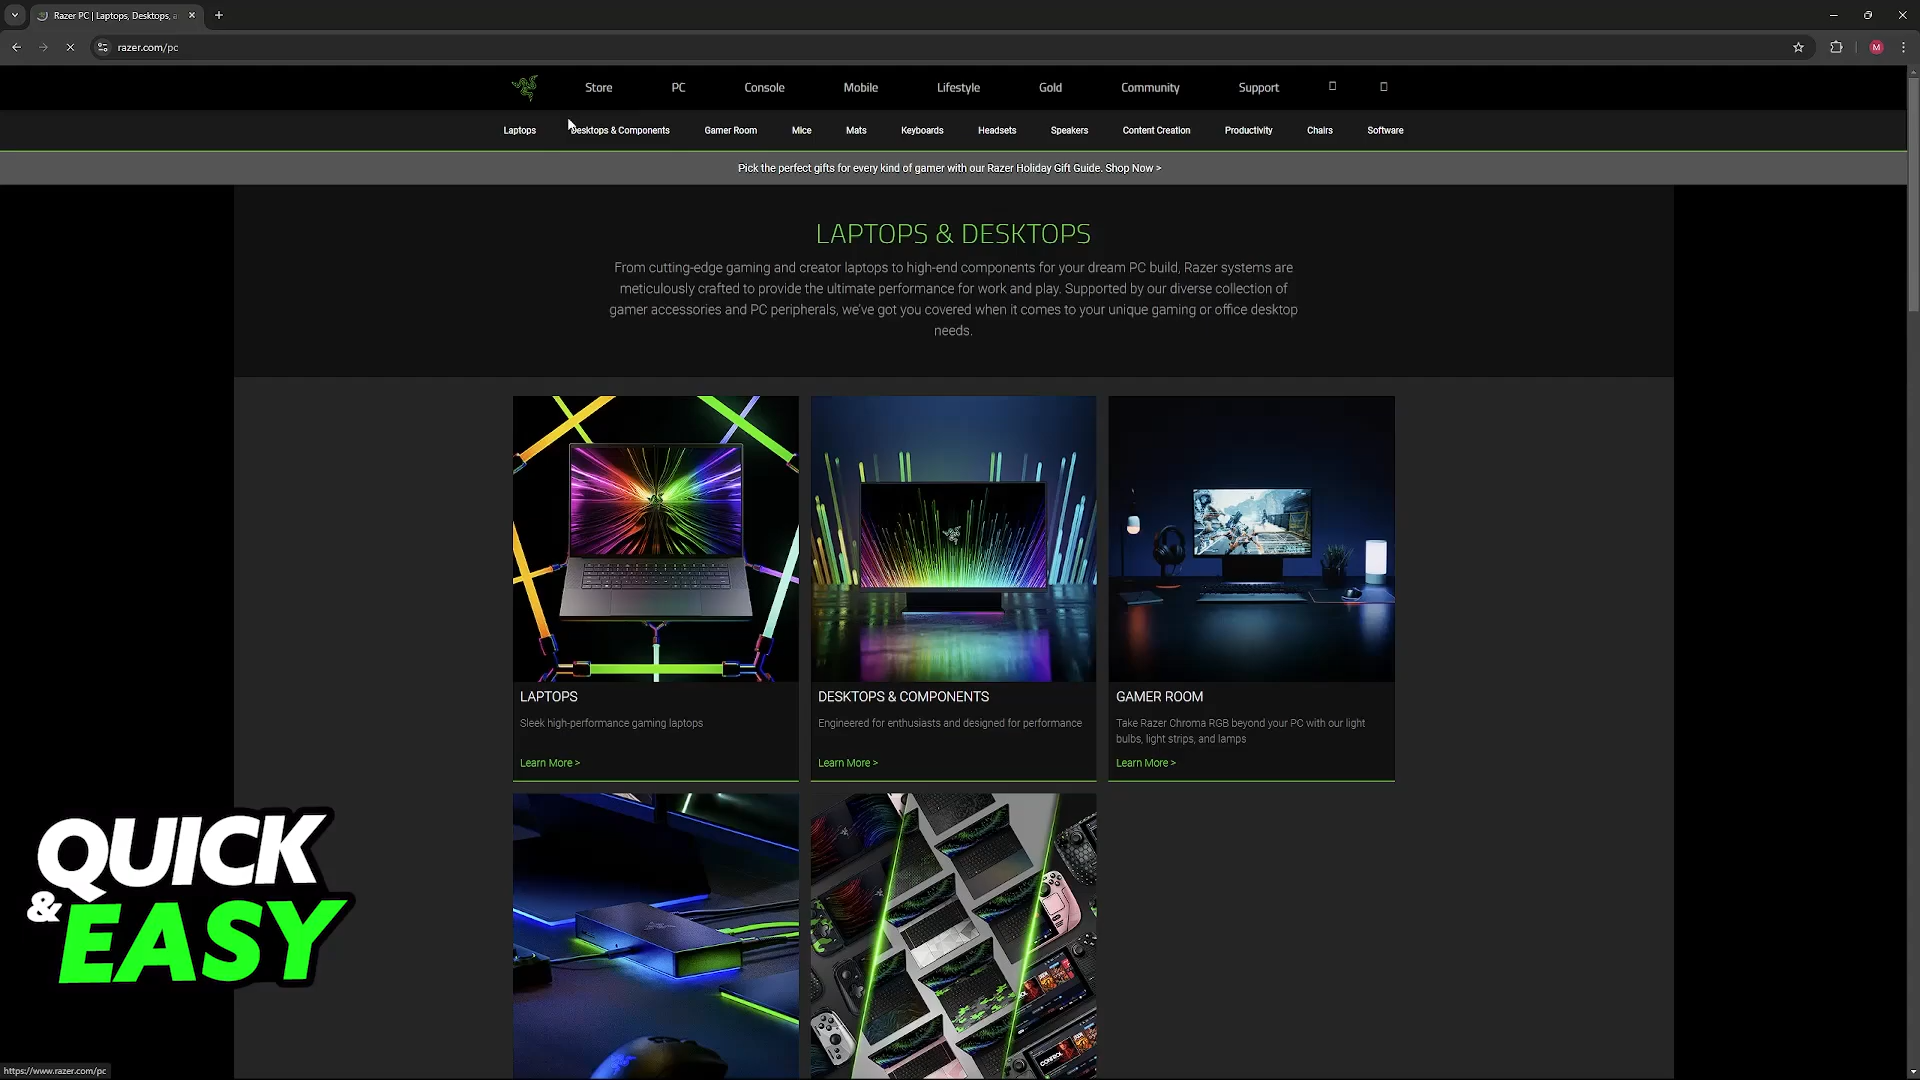 Razer PC | Laptops, Desktops, a
razer.com/pc
M
Store PC Console Mobile Lifestyle Gold Community Support
Laptops Desktops & Components Gamer Room Mice Mats Keyboards Headsets Speakers Content Creation Productivity Chairs Software
Pick the perfect gifts for every kind of gamer with our Razer Holiday Gift Guide. Shop Now >
LAPTOPS & DESKTOPS
From cutting-edge gaming and creator laptops to high-end components for your dream PC build, Razer systems are
meticulously crafted to provide the ultimate performance for work and play. Supported by our diverse collection of
gamer accessories and PC peripherals, we've got you covered when it comes to your unique gaming or office desktop
needs.
LAPTOPS
Sleek high-performance gaming laptops
Learn More >
DESKTOPS & COMPONENTS
Engineered for enthusiasts and designed for performance
Learn More >
GAMER ROOM
Take Razer Chroma RGB beyond your PC with our light
bulbs, light strips, and lamps
Learn More >
CONTROL
QUICK
& EASY
https://www.razer.com/pc